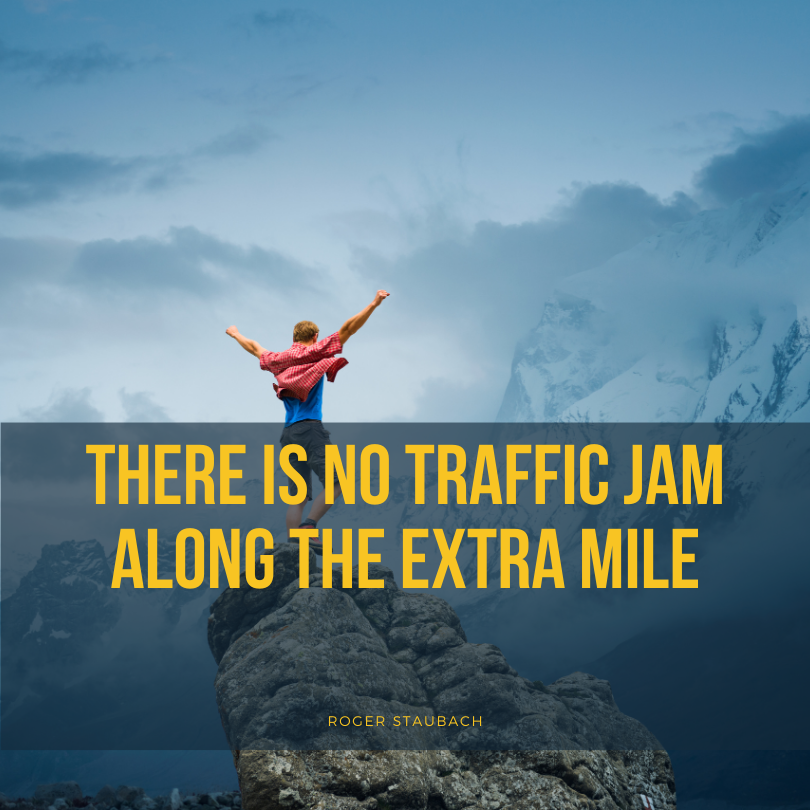 THERE IS NO TRAFFIC JAM
ALONG THE EXTRA MILE
ROGER STAUBACH